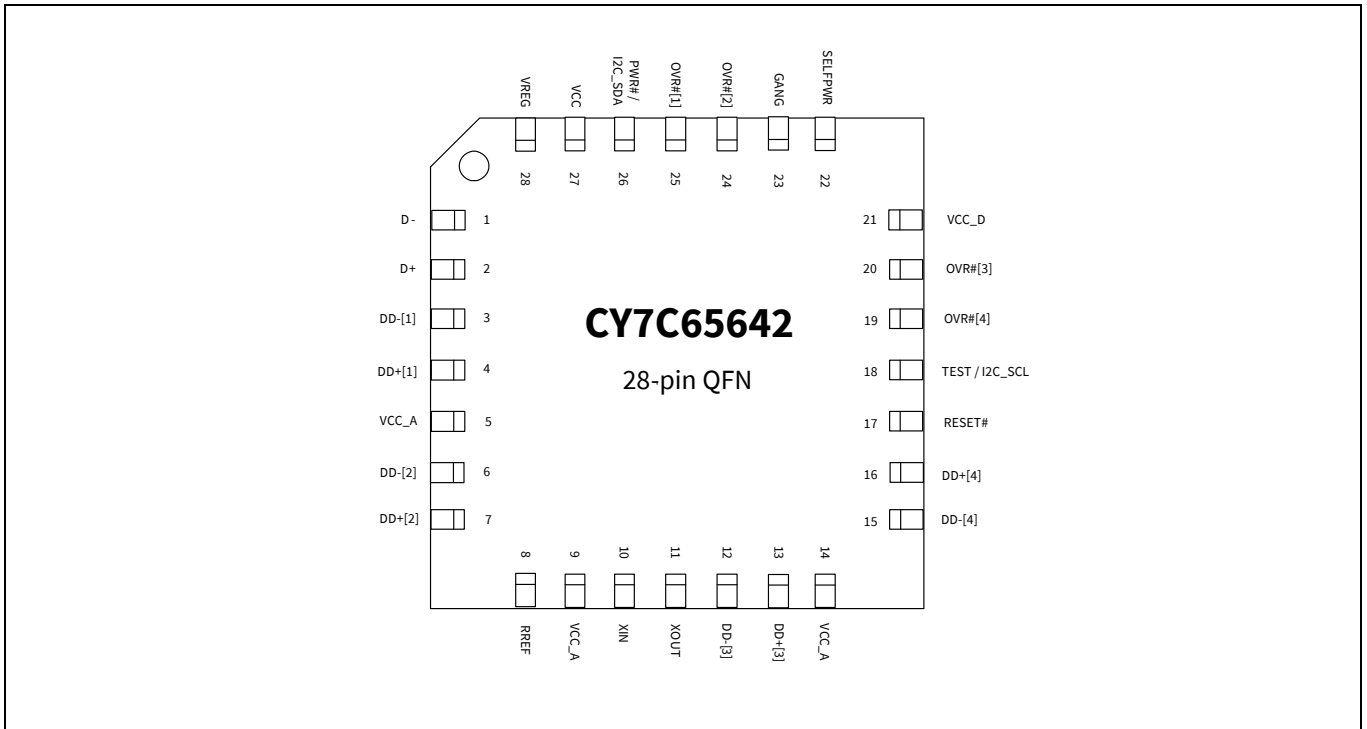 VREG
VCC
PWR# /
I2C_SDA
OVR#[1]
OVR#[2]
GANG
SELFPWR
28
27
26
25
24
23
22
D-
1
21
VCC_D
D+
2
20
OVR#[3]
DD-[1]
3
CY7C65642
19
OVR#[4]
DD+[1]
4
28-pin QFN
18
TEST / I2C_SCL
VCC_A
5
17
RESET#
DD-[2]
6
16
DD+[4]
DD+[2]
7
15
DD-[4]
8
9
10
11
12
13
14
RREF
VCC_A
XIN
XOUT
DD-[3]
DD+[3]
VCC_A